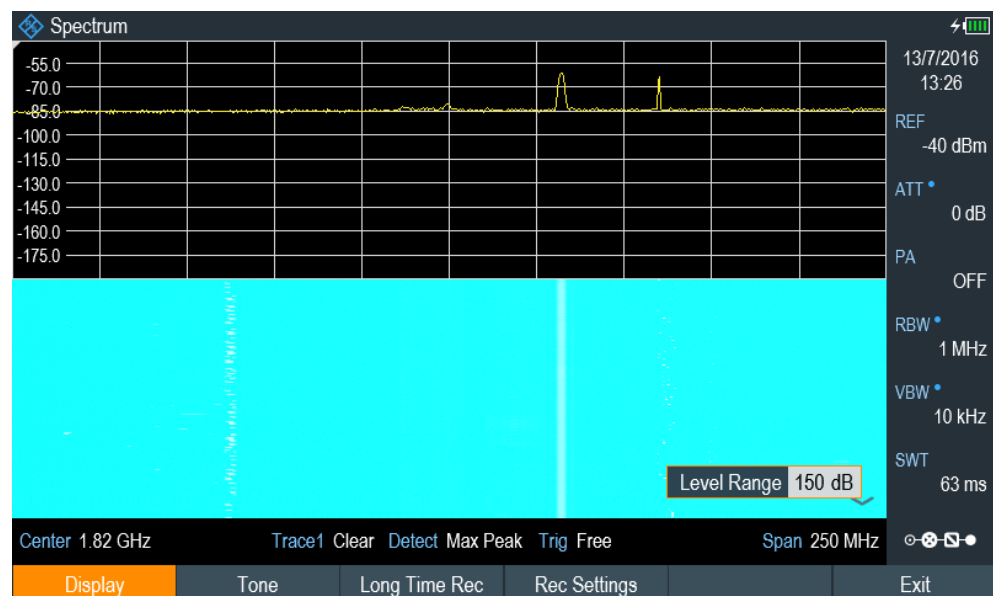 Spectrum
13/7/2016
13:26
-55.0
-70.0
-85.0
-100.0
-115.0
-130.0
-145.0
-160.0
-175.0
REF
-40 dBm
ATT
0 dB
PA
OFF
RBW
1 MHz
VBW
10 kHz
SWT
63 ms
Level Range 150 dB
Center 1.82 GHz Trace1 Clear Detect Max Peak Trig Free Span 250 MHz
Display Tone Long Time Rec Rec Settings Exit